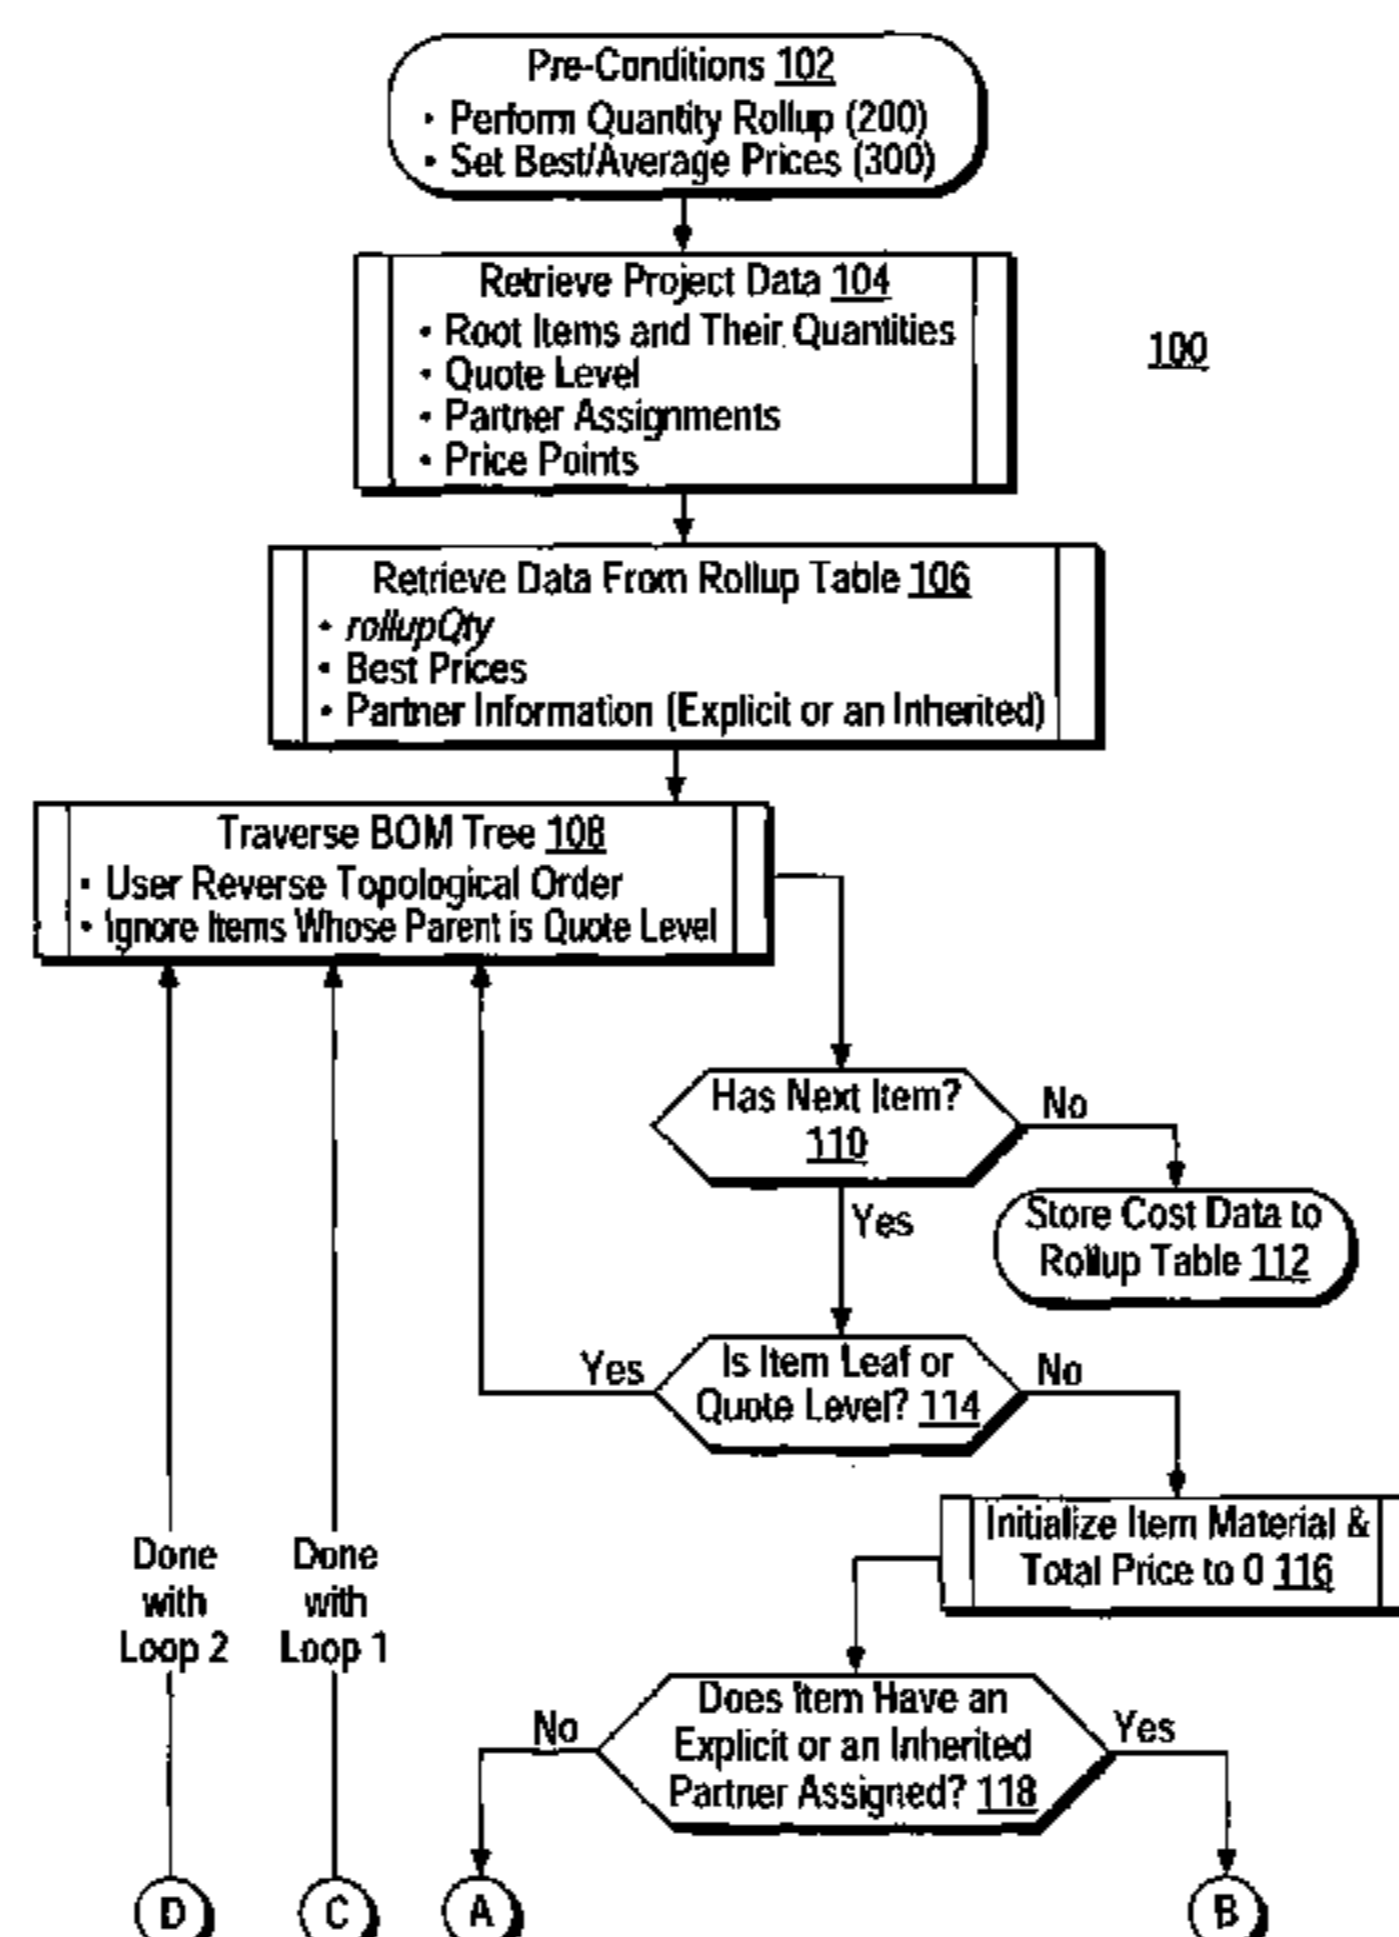 Pre-Conditions 102
• Perform Quantity Rollup (200)
• Set Best/Average Prices (300)
Retrieve Project Data 104
• Root Items and Their Quantities
• Quote Level
• Partner Assignments
• Price Points
100
Retrieve Data From Rollup Table 106
• rollupQty
• Best Prices
• Partner Information (Explicit or an Inherited)
Traverse BOM Tree 108
• User Reverse Topological Order
• Ignore Items Whose Parent is Quote Level
Has Next Item?
110
No
Yes
Store Cost Data to
Rollup Table 112
Is Item Leaf or
Quote Level? 114
Yes
No
Initialize Item Material &
Total Price to 0 116
Done
with
Loop 2
Done
with
Loop 1
Does Item Have an
Explicit or an Inherited
Partner Assigned? 118
No
Yes
D
C
A
B